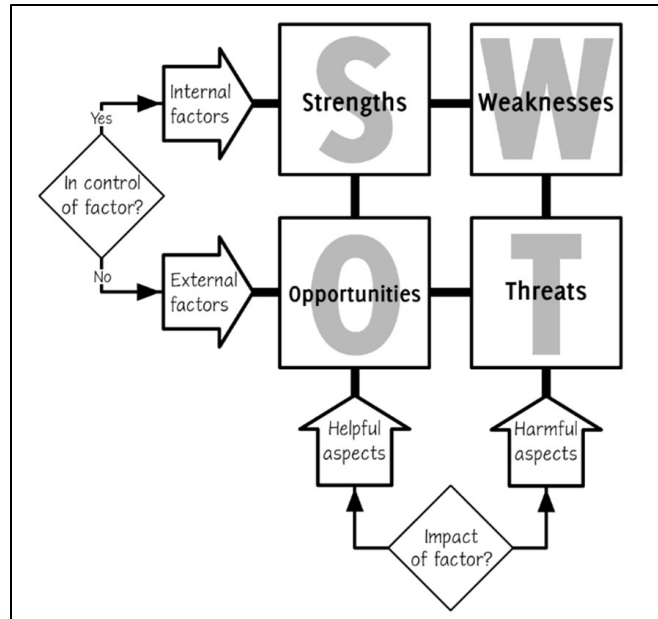 S
W
Internal
factors
Strengths
Weaknesses
Yes
In control
of factor?
No
O
T
External
factors
Opportunities
Threats
Helpful
aspects
Harmful
aspects
Impact
of factor?